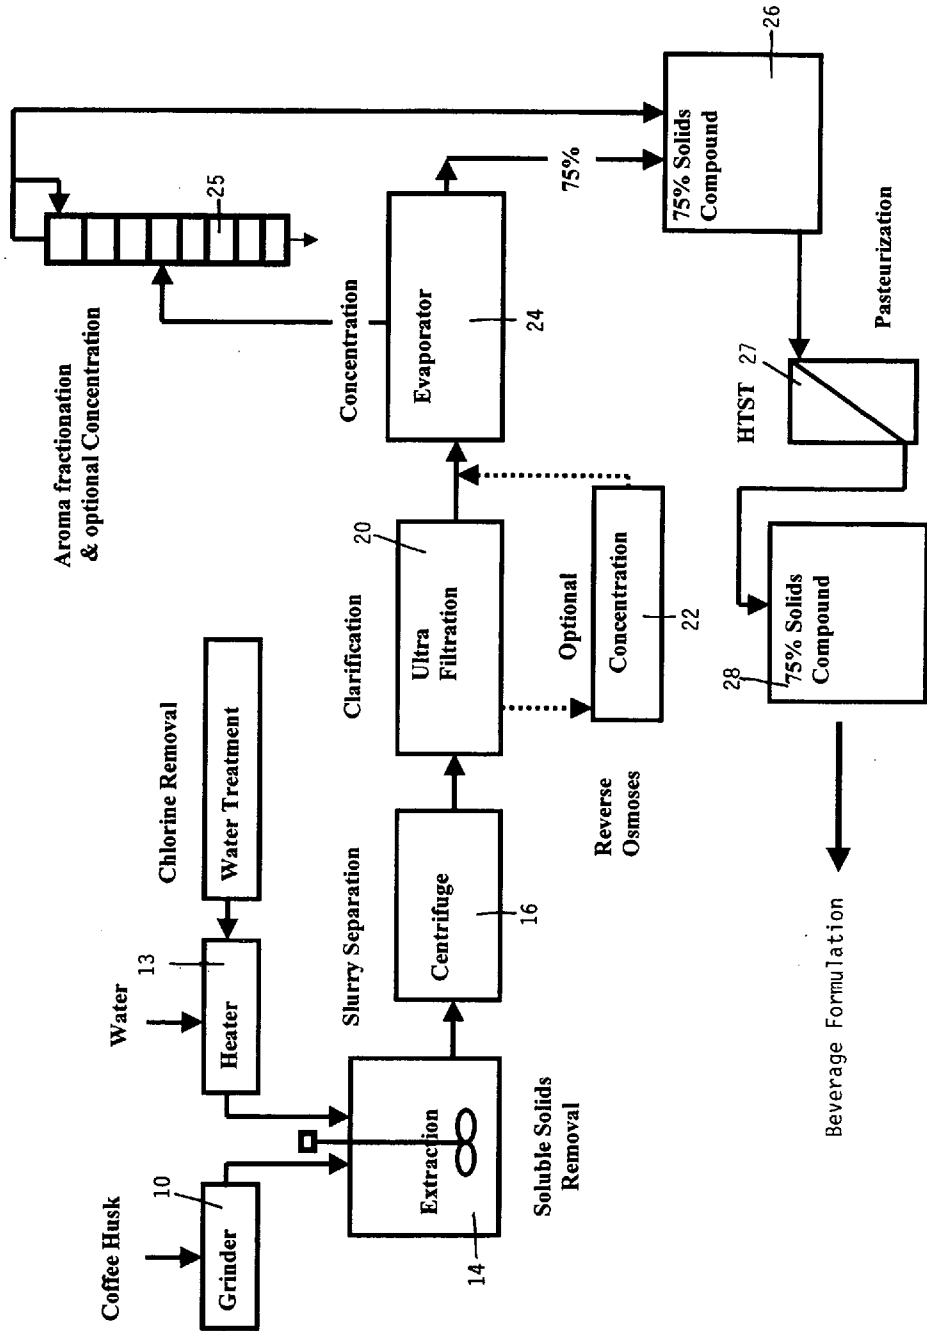 Coffee Husk
10
Grinder
Water
13
Heater
Chlorine Removal
Water Treatment
Extraction
14
Soluble Solids
Removal
Slurry Separation
Centrifuge
16
Clarification
20
Ultra
Filtration
Optional
Concentration
22
Reverse
Osmoses
Concentration
Evaporator
24
Aroma fractionation
& optional Concentration
25
75%
75% Solids
Compound
26
Pasteurization
HTST
27
28
75% Solids
Compound
Beverage Formulation